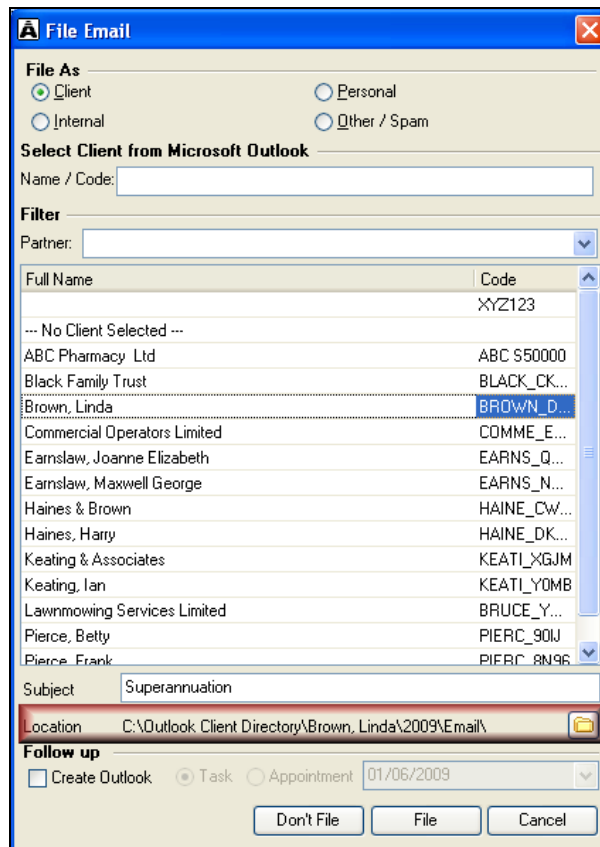 A File Email
File As
Client Personal
Internal Other / Spam
Select Client from Microsoft Outlook
Name / Code:
Filter
Partner:
Full Name Code
XYZ123
--- No Client Selected ---
ABC Pharmacy Ltd ABC S50000
Black Family Trust BLACK_CK...
Brown, Linda BROWN_D...
Commercial Operators Limited COMME_E...
Earnslaw, Joanne Elizabeth EARNS_Q...
Earnslaw, Maxwell George EARNS_N...
Haines & Brown HAINE_CW...
Haines, Harry HAINE_DK...
Keating & Associates KEATI_XGJM
Keating, Ian KEATI_Y0MB
Lawnmowing Services Limited BRUCE_Y...
Pierce, Betty PIERC_90IJ
Pierce, Frank PIERC_8N96
Subject Superannuation
Location C:\Outlook Client Directory\Brown, Linda\2009\Email\
Follow up
Create Outlook Task Appointment 01/06/2009
Don't File File Cancel